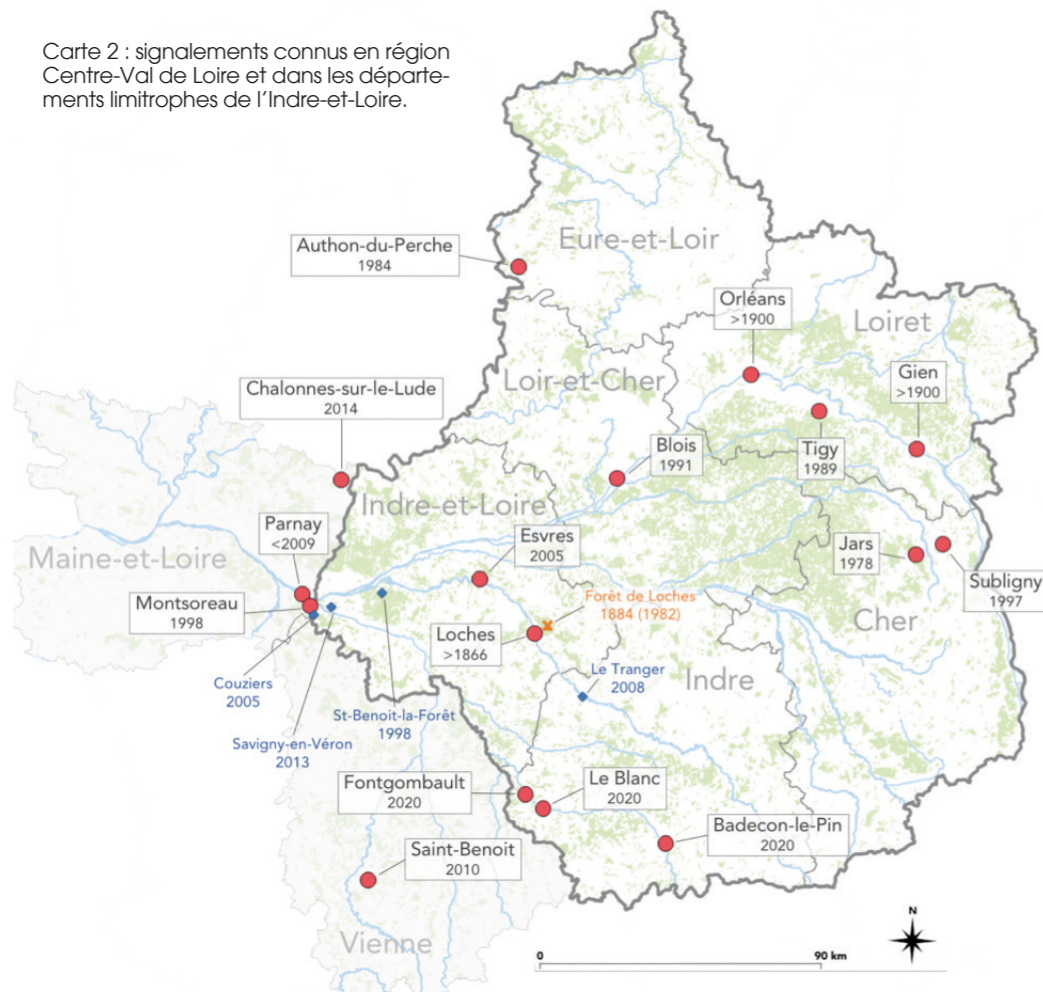 Carte 2 : signalements connus en région
Centre-Val de Loire et dans les départe-
ments limitrophes de l'Indre-et-Loire.
Authon-du-Perche
1984
Eure-et-Loir
Orléans
>1900
Loiret
Gien
>1900
Chalonnes-sur-le-Lude
2014
Loir-et-Cher
Blois
1991
Tigy
1989
Indre-et-Loire
Parnay
<2009
Esvres
2005
Jars
1978
Maine-et-Loire
Montsoreau
1998
Forêt de Loches
1884 (1982)
Subligny
1997
Cher
Loches
>1866
Couziers
2005
Le Tranger
2008
Indre
St-Benoit-la-Forêt
1998
Savigny-en-Véron
2013
Fontgombault
2020
Le Blanc
2020
Badecon-le-Pin
2020
Saint-Benoit
2010
Vienne
N
0
90 km